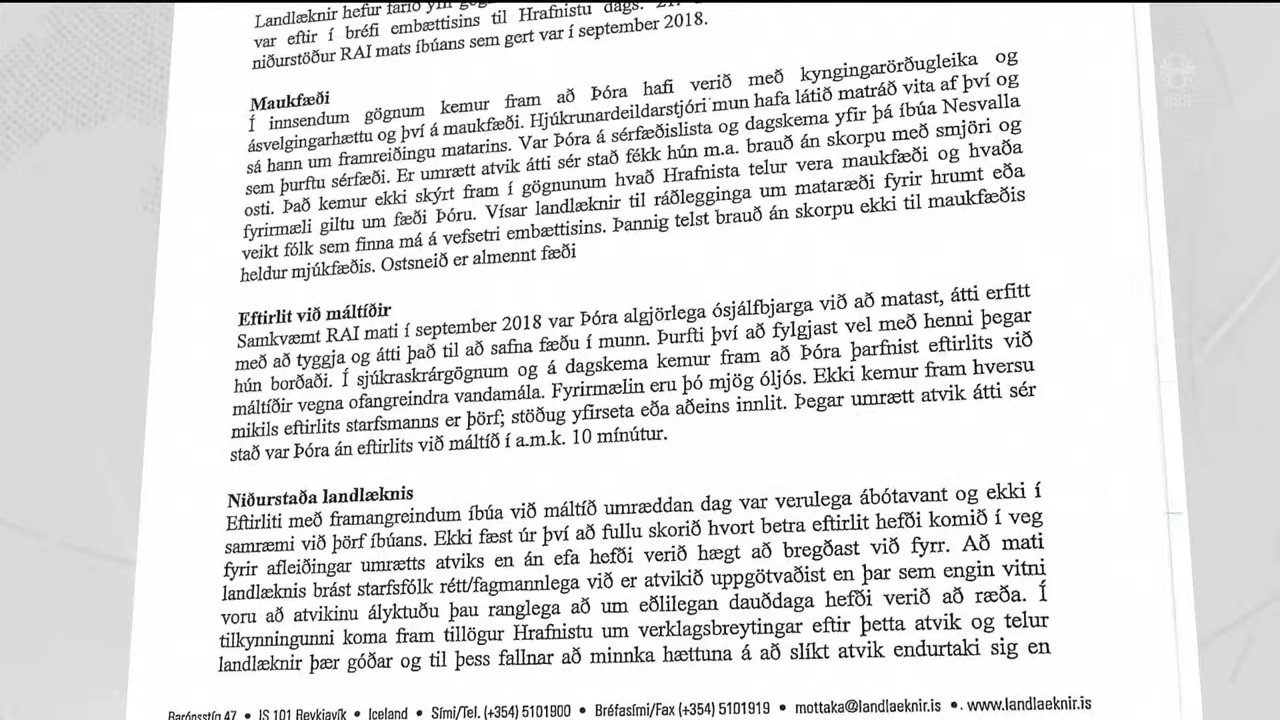 Landlæknir hefur farið yfir
var eftir í bréfi embættisins til Hrafnistu dags.
niðurstöður RAI mats íbúans sem gert var í september 2018.
Maukfæði
Í innsendum gögnum kemur fram að Þóra hafi verið með kyngingarörðugleika og
ásvelgingarhættu og því á maukfæði. Hjúkrunardeildarstjóri mun hafa látið matráð vita af því og
sá hann um framreiðingu matarins. Var Þóra á sérfæðislista og dagskema yfir þá íbúa Nesvalla
sem þurftu sérfæði. Er umrætt atvik átti sér stað fékk hún m.a. brauð án skorpu með smjöri og
osti. Það kemur ekki skýrt fram í gögnunum hvað Hrafnista telur vera maukfæði og hvaða
fyrirmæli giltu um fæði Þóru. Vísar landlæknir til ráðlegginga um mataræði fyrir hrumt eða
veikt fólk sem finna má á vefsetri embættisins. Þannig telst brauð án skorpu ekki til maukfæðis
heldur mjúkfæðis. Ostsneið er almennt fæði
Eftirlit við máltíðir
Samkvæmt RAI mati í september 2018 var Þóra algjörlega ósjálfbjarga við að matast, átti erfitt
með að tyggja og átti það til að safna fæðu í munn. Þurfti því að fylgjast vel með henni þegar
hún borðaði. Í sjúkraskrárgögnum og á dagskema kemur fram að Þóra þarfnist eftirlits við
máltíðir vegna ofangreindra vandamála. Fyrirmælin eru þó mjög óljós. Ekki kemur fram hversu
mikils eftirlits starfsmanns er þörf; stöðug yfirseta eða aðeins innlit. Þegar umrætt atvik átti sér
stað var Þóra án eftirlits við máltíð í a.m.k. 10 mínútur.
Niðurstaða landlæknis
Eftirliti með framangreindum íbúa við máltíð umræddan dag var verulega ábótavant og ekki í
samræmi við þörf íbúans. Ekki fæst úr því að fullu skorið hvort betra eftirlit hefði komið í veg
fyrir afleiðingar umrætts atviks en án efa hefði verið hægt að bregðast við fyrr. Að mati
landlæknis brást starfsfólk rétt/fagmannlega við er atvikið uppgötvaðist en þar sem engin vitni
voru að atvikinu ályktuðu þau ranglega að um eðlilegan dauðdaga hefði verið að ræða. Í
tilkynningunni koma fram tillögur Hrafnistu um verklagsbreytingar eftir þetta atvik og telur
landlæknir þær góðar og til þess fallnar að minnka hættuna á að slíkt atvik endurtaki sig en
Barónsstíg 47 • IS 101 Reykjavík • Iceland • Sími/Tel. (+354) 5101900 • Bréfasími/Fax (+354) 5101919 • mottaka@landlaeknir.is • www.landlaeknir.is
888